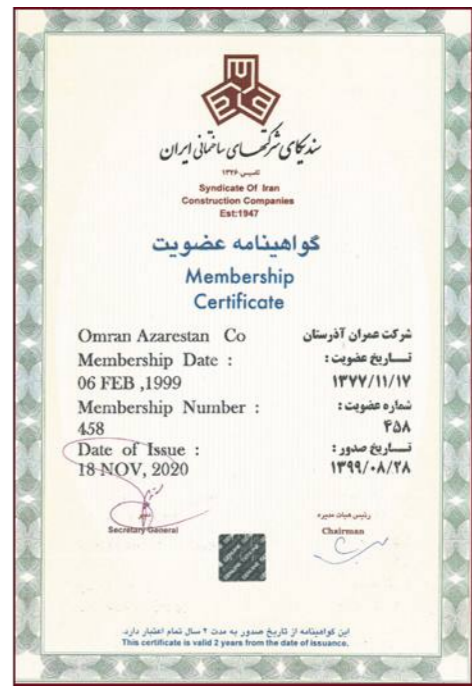 سندیکای شرکتهای ساختمانی ایران
تاسیس ۱۳۲۶
Syndicate Of Iran
Construction Companies
Est:1947
گواهینامه عضویت
Membership
Certificate
Omran Azarestan Co
شرکت عمران آذرستان
Membership Date :
تـــاریخ عضویت :
06 FEB ,1999
۱۳۷۷/۱۱/۱۷
Membership Number :
شماره عضویت :
458
۴۵۸
Date of Issue :
تـــاریخ صدور :
18 NOV, 2020
۱۳۹۹/۰۸/۲۸
دبیر
Secretary General
رئیس هیات مدیره
Chairman
این گواهینامه از تاریخ صدور به مدت ۲ سال تمام اعتبار دارد.
This certificate is valid 2 years from the date of issuance.